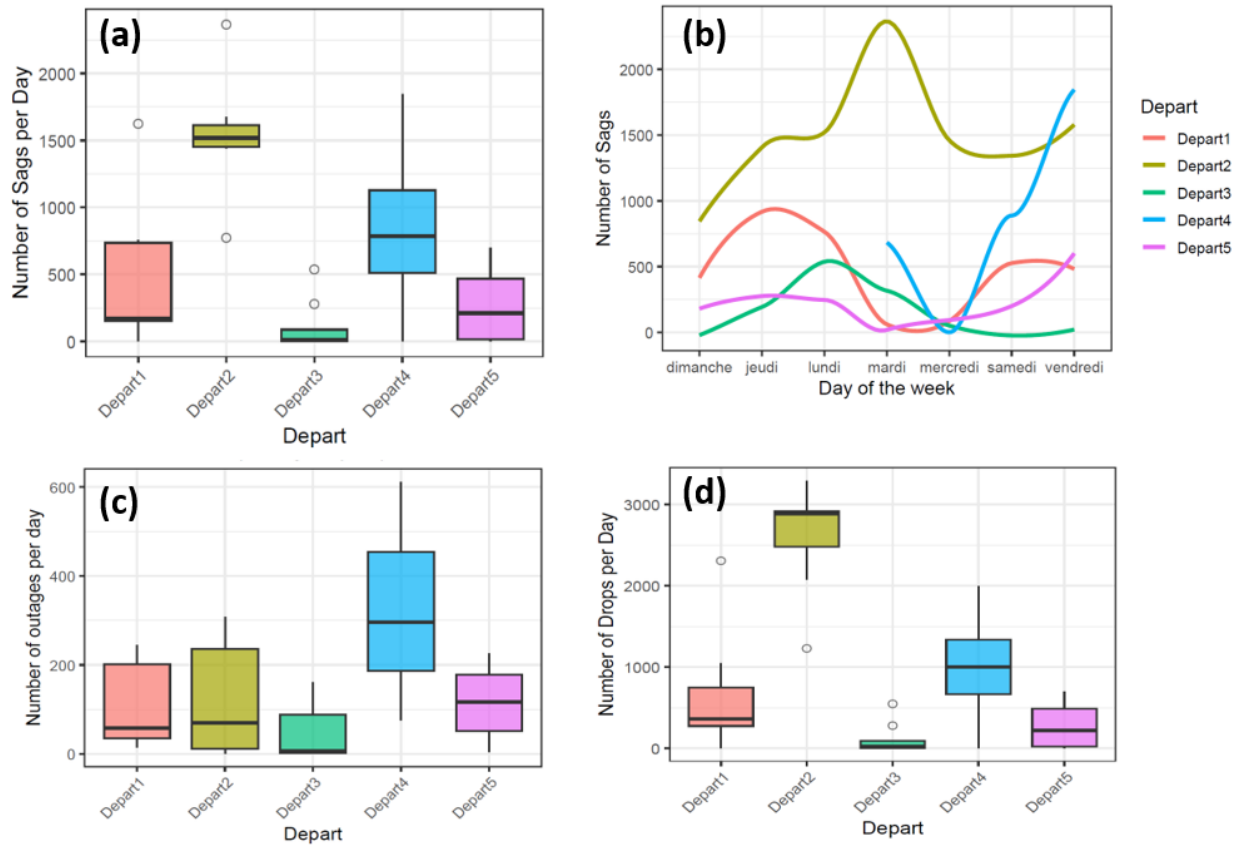 (a)
Number of Sags per Day
2000
1500
1000
500
0
Depart1
Depart2
Depart3
Depart4
Depart5
Depart
(b)
Number of Sags
2000
1500
1000
500
0
dimanche
jeudi
lundi
mardi
mercredi
samedi
vendredi
Day of the week
Depart
Depart1
Depart2
Depart3
Depart4
Depart5
(c)
Number of outages per day
600
400
200
0
Depart1
Depart2
Depart3
Depart4
Depart5
Depart
(d)
Number of Drops per Day
3000
2000
1000
0
Depart1
Depart2
Depart3
Depart4
Depart5
Depart